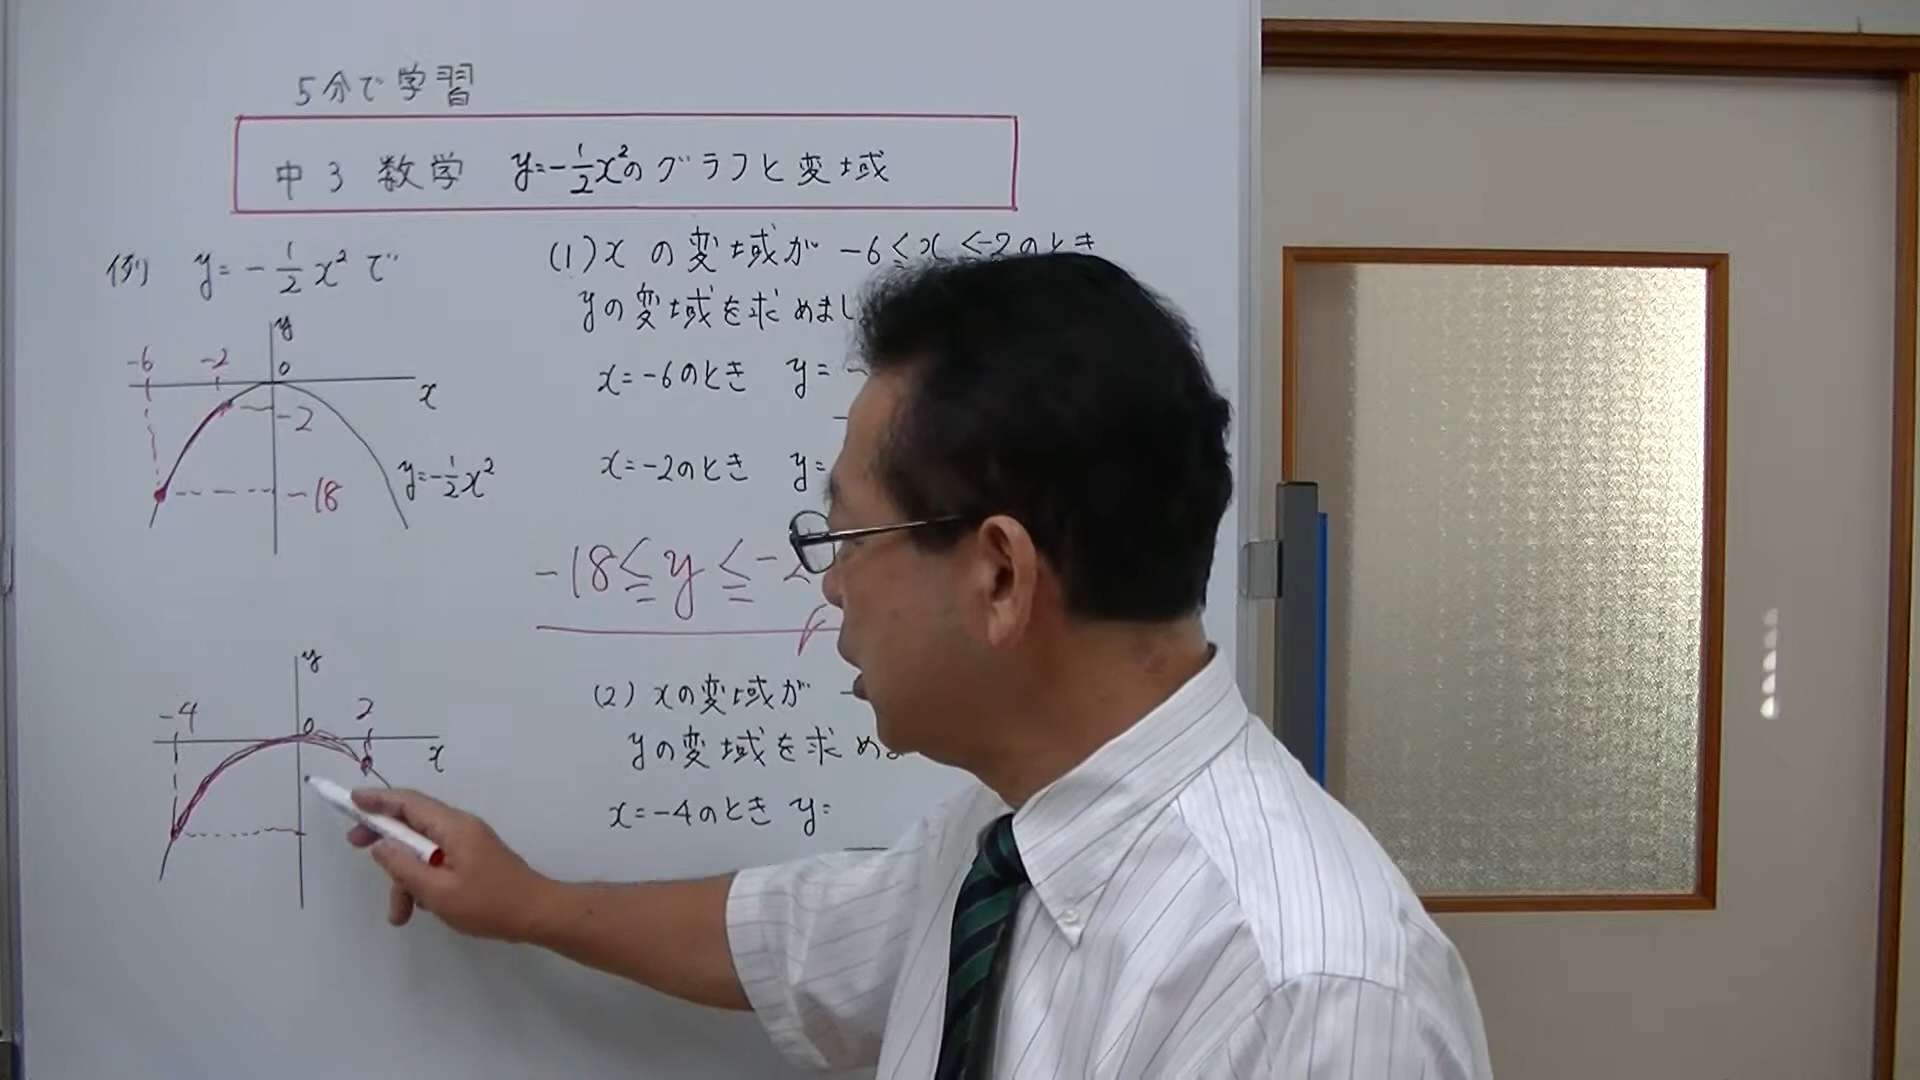 5分で学習
中3 数学 y=-1/2x²のグラフと変域
例) y=-1/2x²で
y
-6 -2 0
x
-2
-18
y=-1/2x²
(1) xの変域が -6≦x≦-2のとき
yの変域を求めまし
x=-6のとき y=-
x=-2のとき y=
-18≦y≦-2
y
-4 0 2
x
(2) xの変域が -
yの変域を求めま
x=-4のとき y=